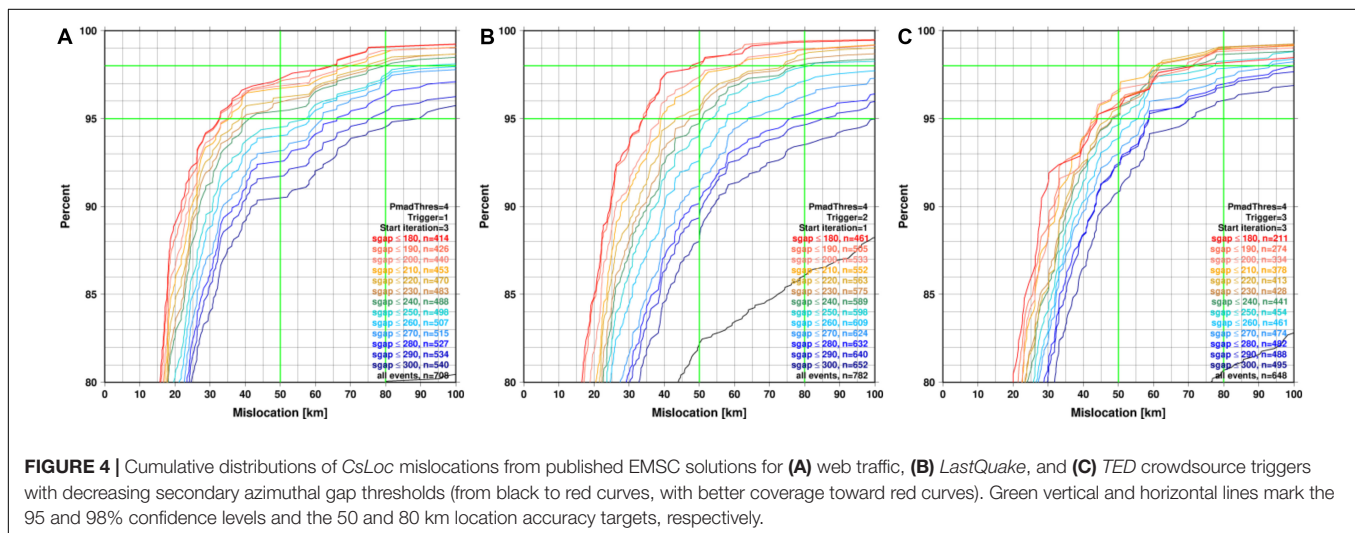 A
100
95
90
85
80
Percent
PmadThres=4
Trigger=1
Start iteration=3
sgap ≤ 180, n=414
sgap ≤ 190, n=426
sgap ≤ 200, n=440
sgap ≤ 210, n=453
sgap ≤ 220, n=470
sgap ≤ 230, n=483
sgap ≤ 240, n=488
sgap ≤ 250, n=496
sgap ≤ 260, n=507
sgap ≤ 270, n=515
sgap ≤ 280, n=527
sgap ≤ 290, n=534
sgap ≤ 300, n=540
all events, n=708
0 10 20 30 40 50 60 70 80 90 100
Mislocation [km]
B
100
95
90
85
80
Percent
PmadThres=4
Trigger=2
Start iteration=1
sgap ≤ 180, n=461
sgap ≤ 190, n=505
sgap ≤ 200, n=533
sgap ≤ 210, n=552
sgap ≤ 220, n=563
sgap ≤ 230, n=575
sgap ≤ 240, n=589
sgap ≤ 250, n=598
sgap ≤ 260, n=609
sgap ≤ 270, n=624
sgap ≤ 280, n=632
sgap ≤ 290, n=640
sgap ≤ 300, n=652
all events, n=782
0 10 20 30 40 50 60 70 80 90 100
Mislocation [km]
C
100
95
90
85
80
Percent
PmadThres=4
Trigger=3
Start iteration=3
sgap ≤ 180, n=211
sgap ≤ 190, n=274
sgap ≤ 200, n=334
sgap ≤ 210, n=378
sgap ≤ 220, n=413
sgap ≤ 230, n=428
sgap ≤ 240, n=441
sgap ≤ 250, n=454
sgap ≤ 260, n=461
sgap ≤ 270, n=474
sgap ≤ 280, n=482
sgap ≤ 290, n=488
sgap ≤ 300, n=495
all events, n=648
0 10 20 30 40 50 60 70 80 90 100
Mislocation [km]
FIGURE 4 | Cumulative distributions of CsLoc mislocations from published EMSC solutions for (A) web traffic, (B) LastQuake, and (C) TED crowdsource triggers
with decreasing secondary azimuthal gap thresholds (from black to red curves, with better coverage toward red curves). Green vertical and horizontal lines mark the
95 and 98% confidence levels and the 50 and 80 km location accuracy targets, respectively.